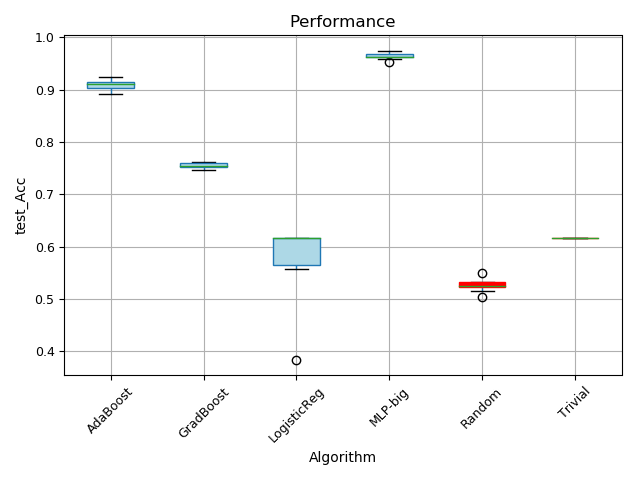 Performance
1.0
0.9
0.8
0.7
0.6
0.5
0.4
test_Acc
AdaBoost
GradBoost
LogisticReg
MLP-big
Random
Trivial
Algorithm